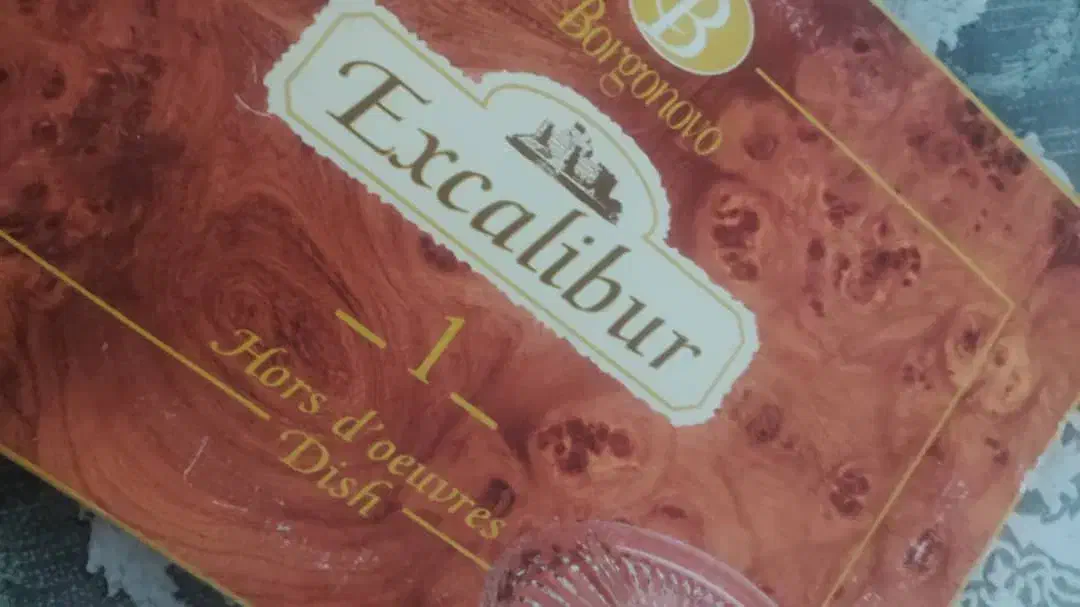 B
Borgonovo
Excalibur
- 1 -
Hors d'oeuvres
Dish